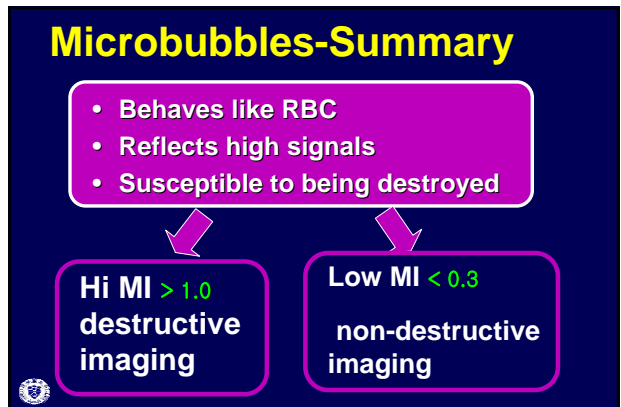 Microbubbles-Summary
• Behaves like RBC
• Reflects high signals
• Susceptible to being destroyed
Hi MI > 1.0
destructive
imaging
Low MI < 0.3
non-destructive
imaging